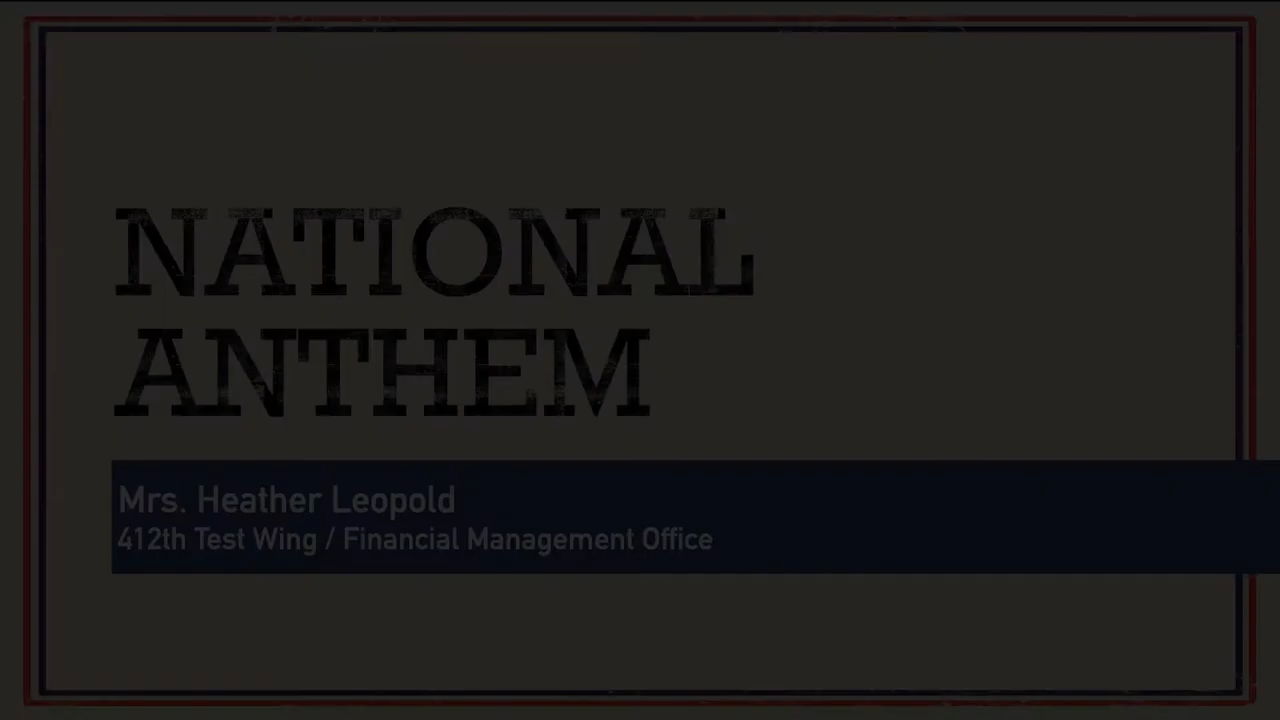 NATIONAL
ANTHEM
Mrs. Heather Leopold
412th Test Wing / Financial Management Office